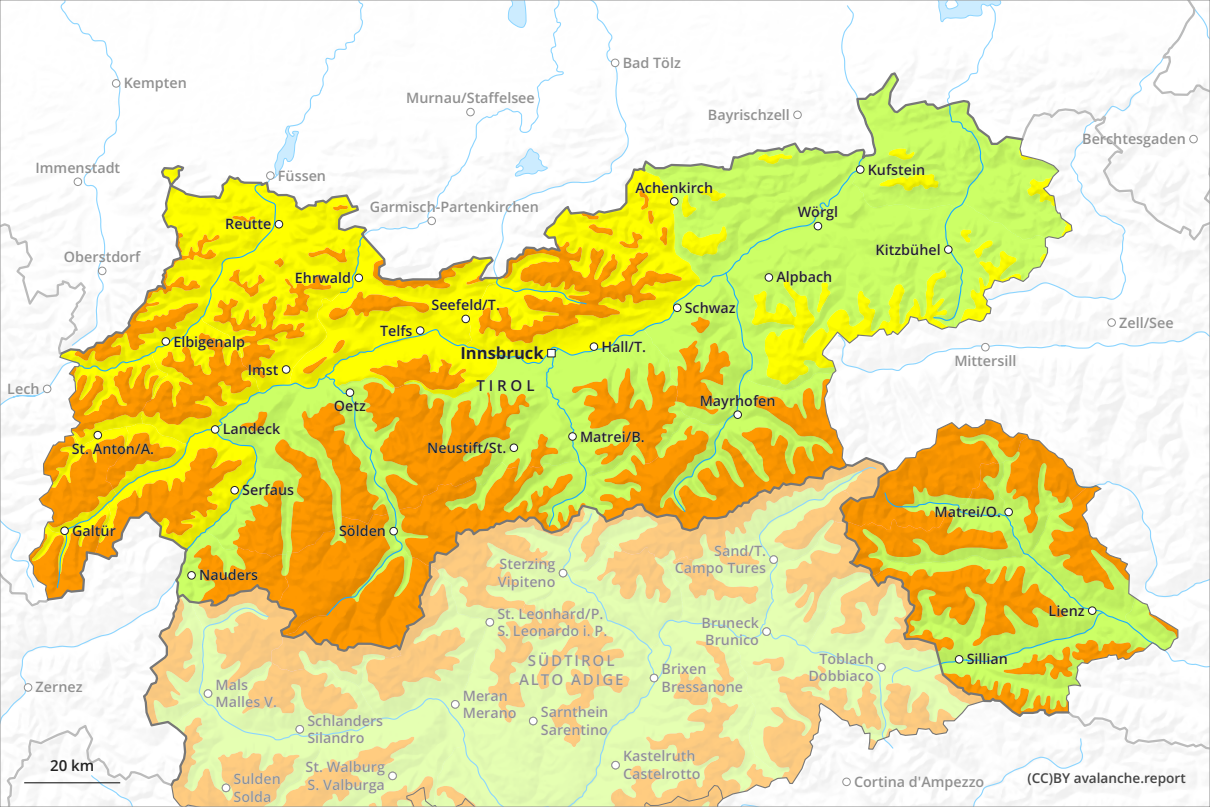 Bad Tölz
Kempten
Murnau/Staffelsee
Bayrischzell
Berchtesgaden
Immenstadt
Füssen
Kufstein
Achenkirch
Garmisch-Partenkirchen
Wörgl
Reutte
Kitzbühel
Oberstdorf
Ehrwald
Alpbach
Seefeld/T.
Schwaz
Zell/See
Telfs
Elbigenalp
Innsbruck
Hall/T.
Mittersill
Imst
Lech
TIROL
Oetz
Mayrhofen
Landeck
Matrei/B.
St. Anton/A.
Neustift/St.
Serfaus
Matrei/O.
Galtür
Sölden
Sand/T.
Campo Tures
Sterzing
Vipiteno
Nauders
Lienz
St. Leonhard/P.
S. Leonardo i. P.
Bruneck
Brunico
SÜDTIROL
ALTO ADIGE
Sillian
Toblach
Dobbiaco
Brixen
Bressanone
Zernez
Mals
Malles V.
Meran
Merano
Sarnthein
Sarentino
Schlanders
Silandro
Kastelruth
Castelrotto
St. Walburg
S. Valburga
20 km
Sulden
Solda
Cortina d'Ampezzo
(CC)BY avalanche.report